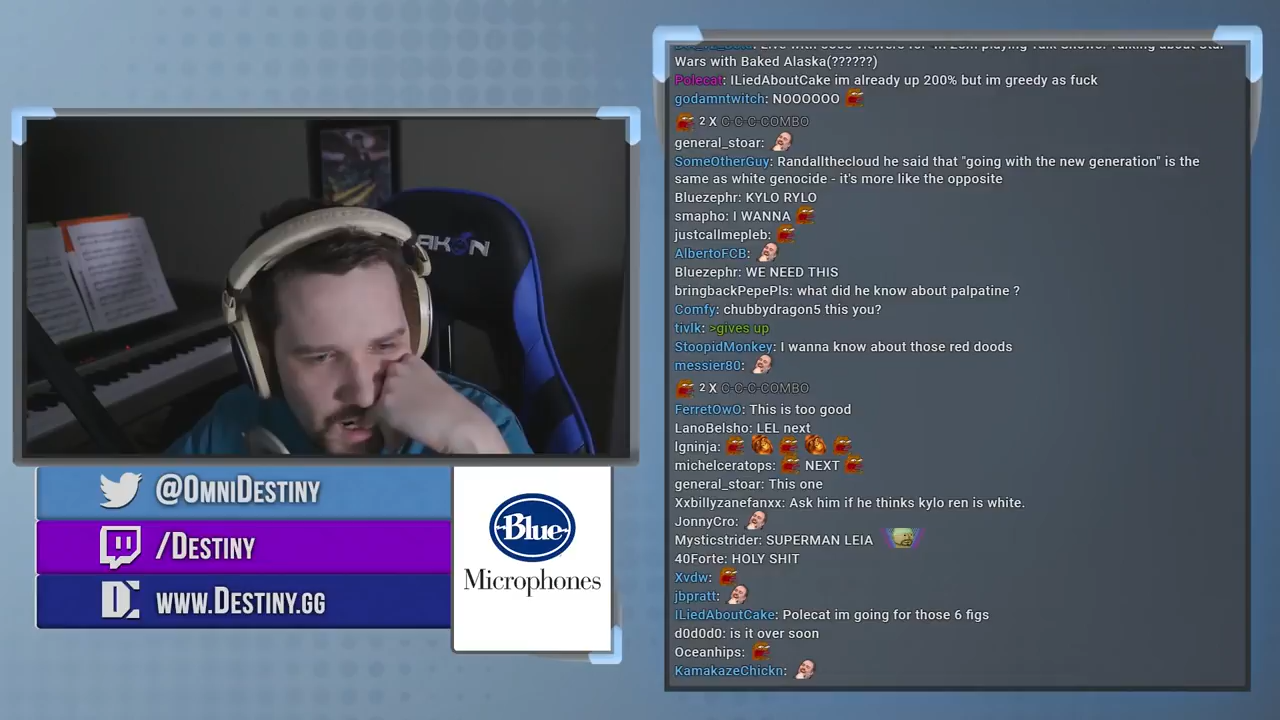 Wars with Baked Alaska(??????)
Polecat: ILiedAboutCake im already up 200% but im greedy as fuck
godamntwitch: NOOOOOO
2 X C-C-C-COMBO
general_stoar:
SomeOtherGuy: Randallthecloud he said that "going with the new generation" is the
same as white genocide - it's more like the opposite
Bluezephr: KYLO RYLO
smapho: I WANNA
justcallmepleb:
AlbertoFCB:
Bluezephr: WE NEED THIS
bringbackPepePls: what did he know about palpatine ?
Comfy: chubbydragon5 this you?
tivlk: >gives up
StoopidMonkey: I wanna know about those red doods
messier80:
2 X C-C-C-COMBO
FerretOwO: This is too good
LanoBelsho: LEL next
lgninja:
michelceratops: NEXT
general_stoar: This one
Xxbillyzanefanxx: Ask him if he thinks kylo ren is white.
JonnyCro:
Mysticstrider: SUPERMAN LEIA
40Forte: HOLY SHIT
Xvdw:
jbpratt:
ILiedAboutCake: Polecat im going for those 6 figs
d0d0d0: is it over soon
Oceanhips:
KamakazeChickn:
AKON
@OmniDestiny
/Destiny
www.Destiny.gg
Blue
Microphones